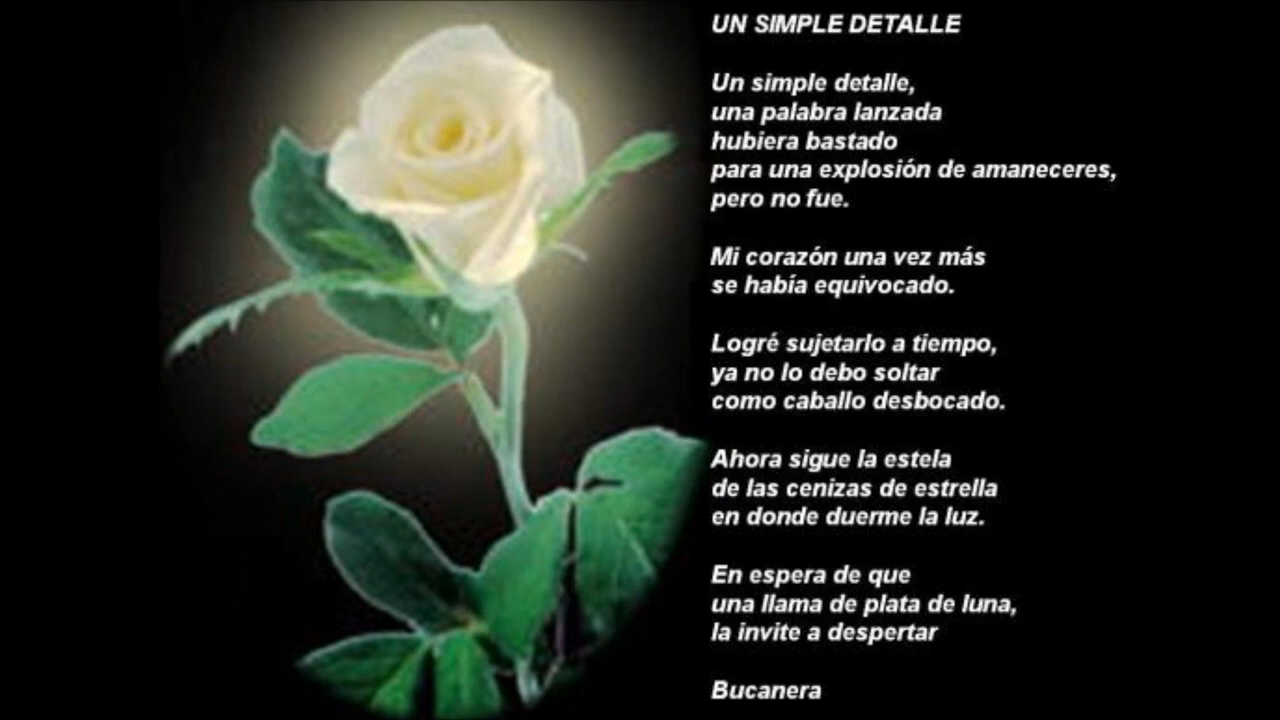 UN SIMPLE DETALLE
Un simple detalle,
una palabra lanzada
hubiera bastado
para una explosión de amaneceres,
pero no fue.
Mi corazón una vez más
se había equivocado.
Logré sujetarlo a tiempo,
ya no lo debo soltar
como caballo desbocado.
Ahora sigue la estela
de las cenizas de estrella
en donde duerme la luz.
En espera de que
una llama de plata de luna,
la invite a despertar
Bucanera